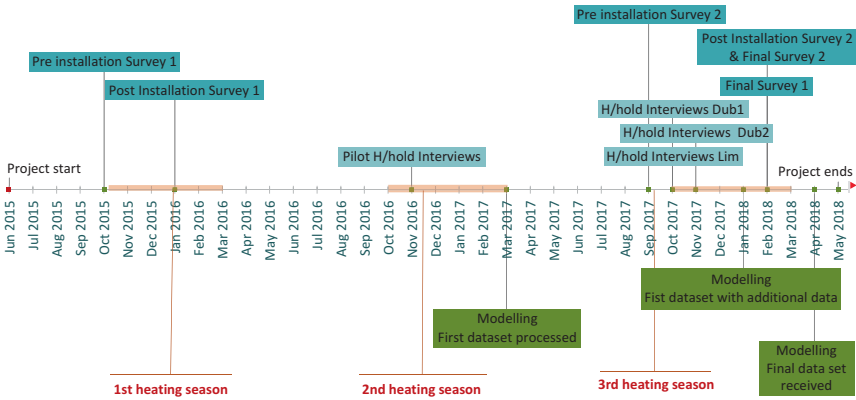 Pre installation Survey 2
Post Installation Survey 2
& Final Survey 2
Pre installation Survey 1
Post Installation Survey 1
Final Survey 1
H/hold Interviews Dub1
H/hold Interviews  Dub2
Pilot H/hold Interviews
H/hold Interviews Lim
Project start
Project ends
Jun 2015
Jul 2015
Aug 2015
Sep 2015
Oct 2015
Nov 2015
Dec 2015
Jan 2016
Feb 2016
Mar 2016
Apr 2016
May 2016
Jun 2016
Jul 2016
Aug 2016
Sep 2016
Oct 2016
Nov 2016
Dec 2016
Jan 2017
Feb 2017
Mar 2017
Apr 2017
May 2017
Jun 2017
Jul 2017
Aug 2017
Sep 2017
Oct 2017
Nov 2017
Dec 2017
Jan 2018
Feb 2018
Mar 2018
Apr 2018
May 2018
Modelling
Fist dataset with additional data
Modelling
First dataset processed
Modelling
Final data set
received
1st heating season
2nd heating season
3rd heating season